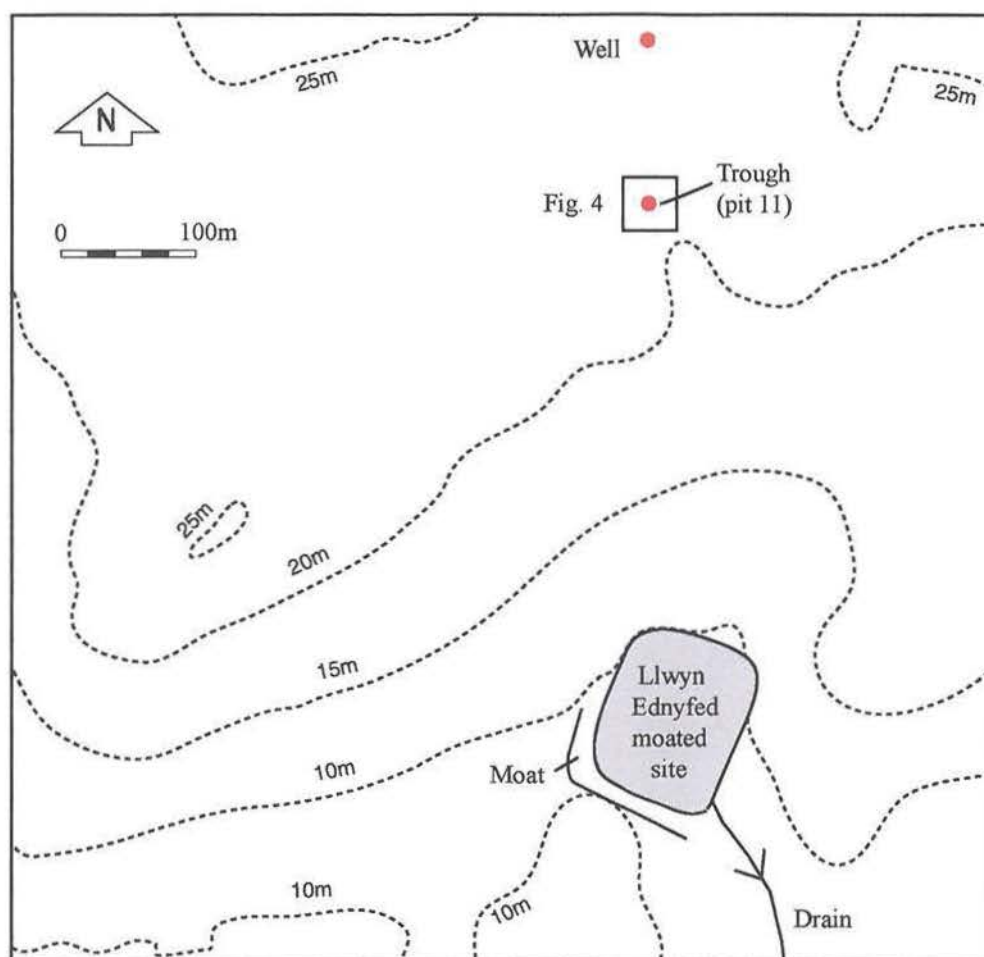 Well
25m
25m
N
Trough
(pit 11)
Fig. 4
0 100m
25m
20m
15m
Llwyn
Ednyfed
moated
site
10m
Moat
10m
10m
Drain